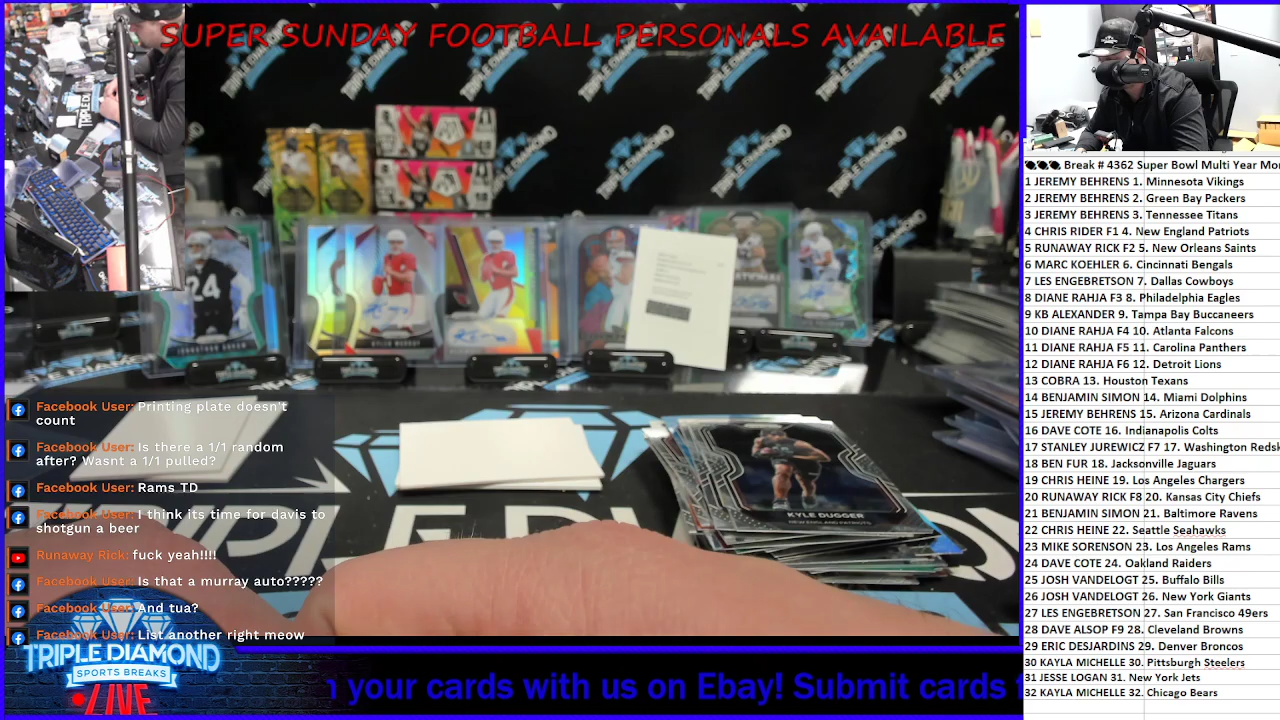 SUPER SUNDAY FOOTBALL PERSONALS AVAILABLE
TRIPLE DIAMOND
JONATHAN ABRAM
24
KYLER MURRAY
KYLE DUGGER
NEW ENGLAND PATRIOTS
Facebook User: Printing plate doesn't
count
Facebook User: Is there a 1/1 random
after? Wasnt a 1/1 pulled?
Facebook User: Rams TD
Facebook User: I think its time for davis to
shotgun a beer
Runaway Rick: fuck yeah!!!!
Facebook User: Is that a murray auto?????
Facebook User: And tua?
Facebook User: List another right meow
TRIPLE DIAMOND
SPORTS BREAKS
LIVE
your cards with us on Ebay! Submit cards
Break # 4362 Super Bowl Multi Year Mo
1 JEREMY BEHRENS 1. Minnesota Vikings
2 JEREMY BEHRENS 2. Green Bay Packers
3 JEREMY BEHRENS 3. Tennessee Titans
4 CHRIS RIDER F1 4. New England Patriots
5 RUNAWAY RICK F2 5. New Orleans Saints
6 MARC KOEHLER 6. Cincinnati Bengals
7 LES ENGEBRETSON 7. Dallas Cowboys
8 DIANE RAHJA F3 8. Philadelphia Eagles
9 KB ALEXANDER 9. Tampa Bay Buccaneers
10 DIANE RAHJA F4 10. Atlanta Falcons
11 DIANE RAHJA F5 11. Carolina Panthers
12 DIANE RAHJA F6 12. Detroit Lions
13 COBRA 13. Houston Texans
14 BENJAMIN SIMON 14. Miami Dolphins
15 JEREMY BEHRENS 15. Arizona Cardinals
16 DAVE COTE 16. Indianapolis Colts
17 STANLEY JUREWICZ F7 17. Washington Redsk
18 BEN FUR 18. Jacksonville Jaguars
19 CHRIS HEINE 19. Los Angeles Chargers
20 RUNAWAY RICK F8 20. Kansas City Chiefs
21 BENJAMIN SIMON 21. Baltimore Ravens
22 CHRIS HEINE 22. Seattle Seahawks
23 MIKE SORENSON 23. Los Angeles Rams
24 DAVE COTE 24. Oakland Raiders
25 JOSH VANDELOGT 25. Buffalo Bills
26 JOSH VANDELOGT 26. New York Giants
27 LES ENGEBRETSON 27. San Francisco 49ers
28 DAVE ALSOP F9 28. Cleveland Browns
29 BEN FUR F10 29. Denver Broncos
30 KAYLA MICHELL 30. Pittsburgh Steelers
31 JOSH VANDELOGT 31. New York Jets
32 KAYLA MICHELL 32. Chicago Bears